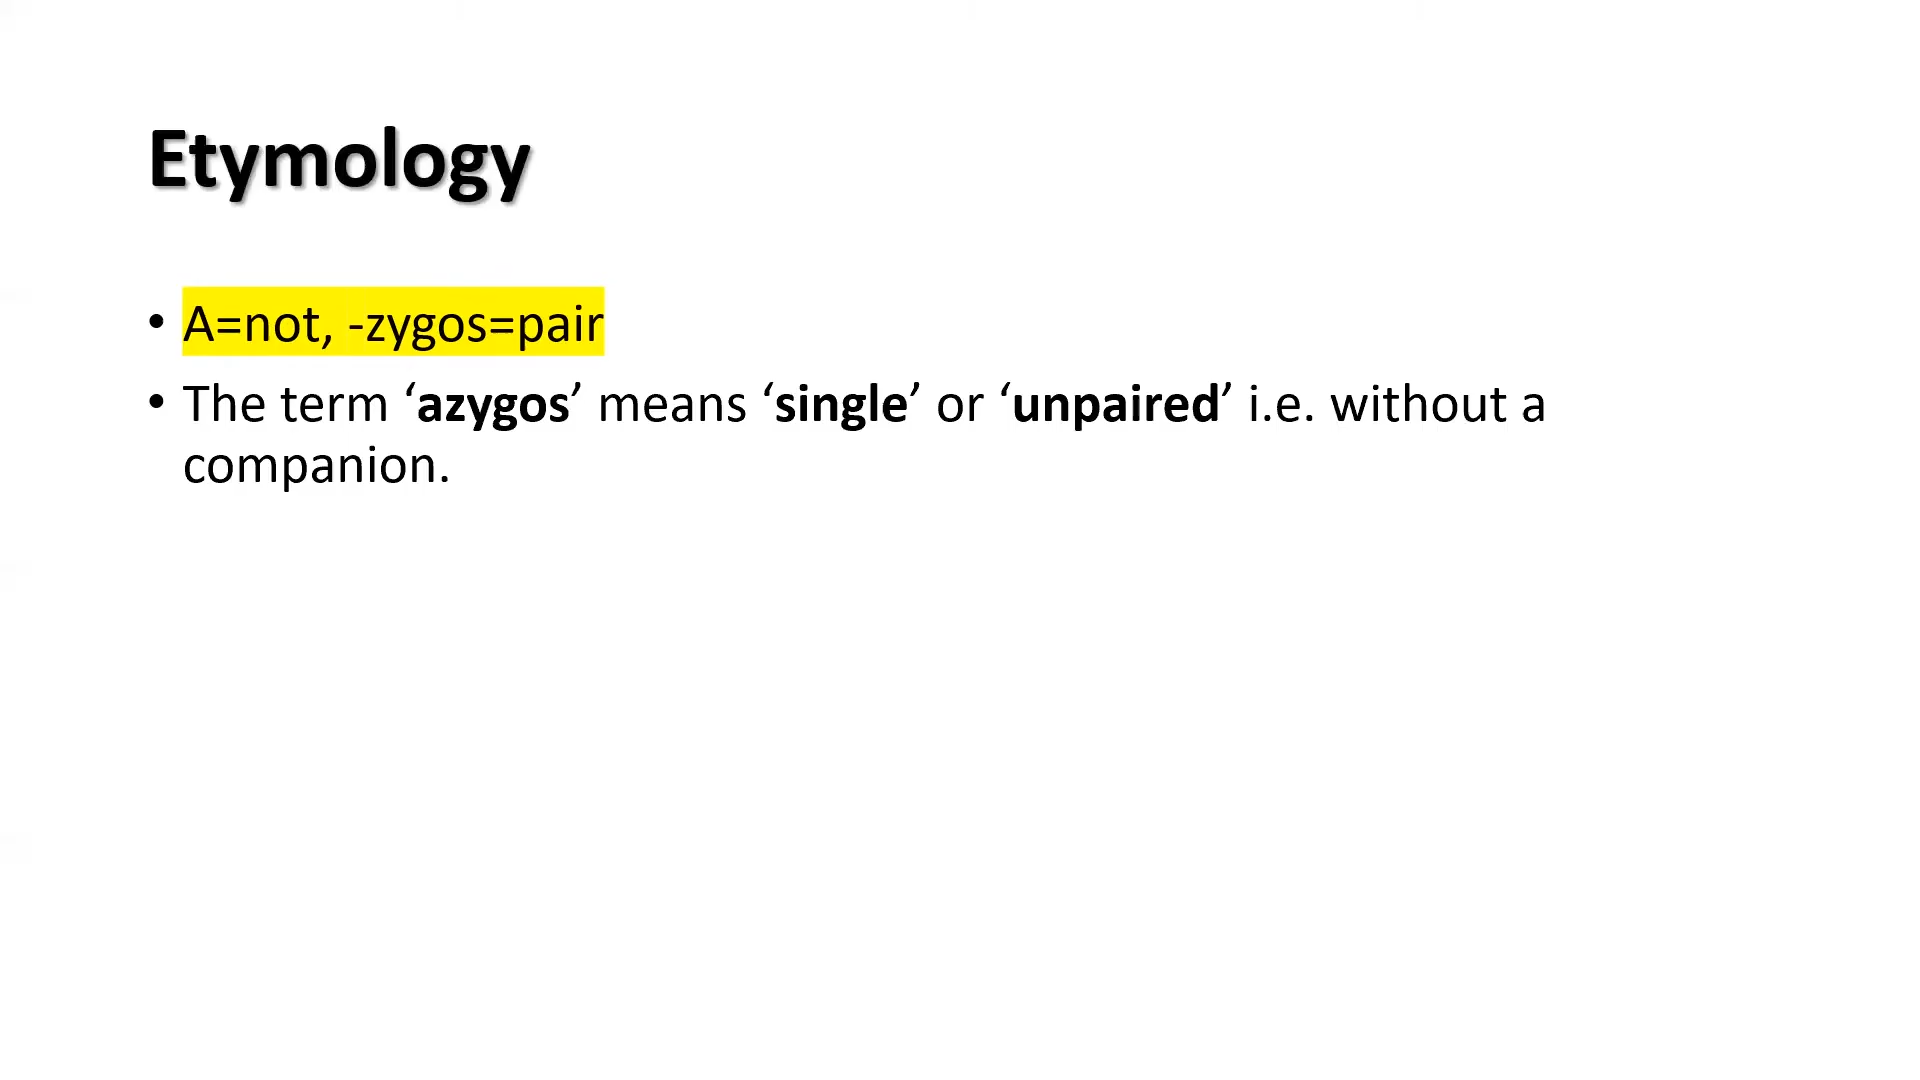 Etymology
• A=not, -zygos=pair
• The term ‘azygos’ means ‘single’ or ‘unpaired’ i.e. without a
companion.